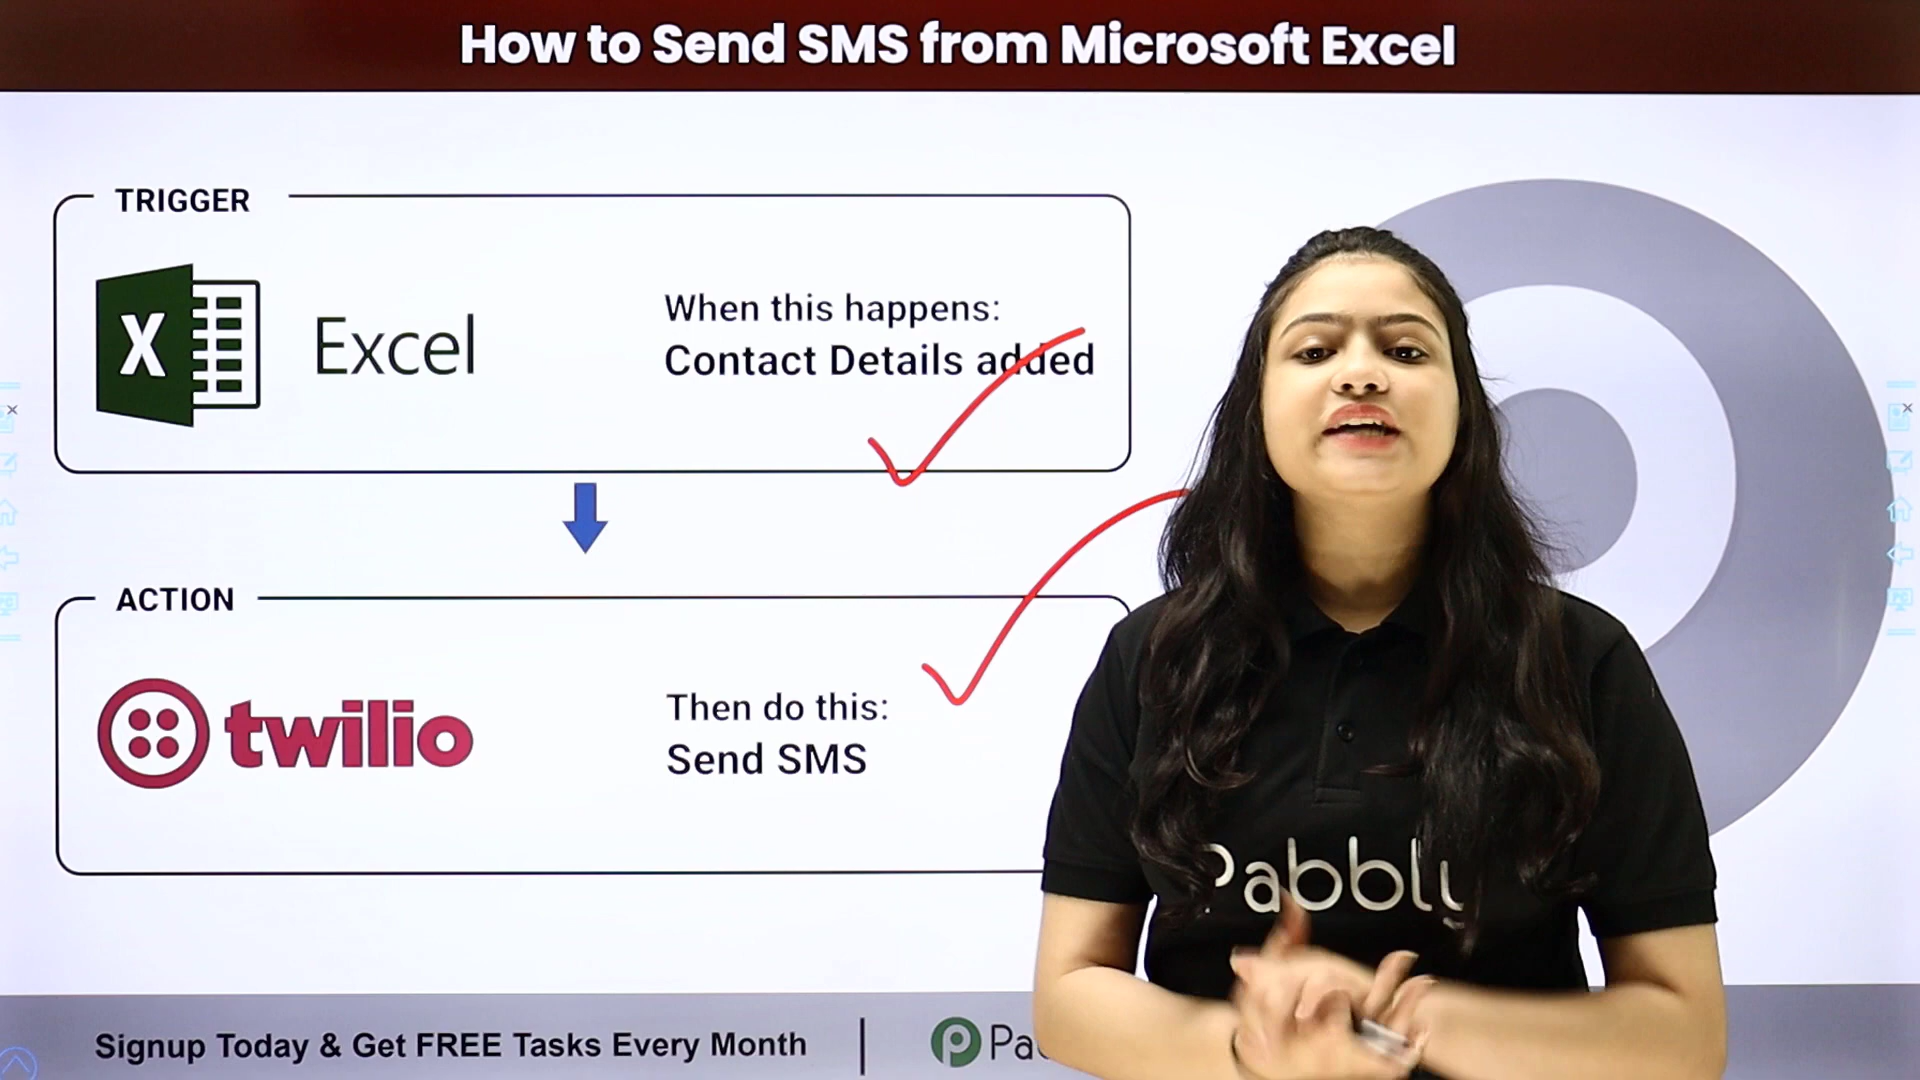 How to Send SMS from Microsoft Excel
TRIGGER
X
Excel
When this happens:
Contact Details added
ACTION
twilio
Then do this:
Send SMS
Pabbly
Signup Today & Get FREE Tasks Every Month